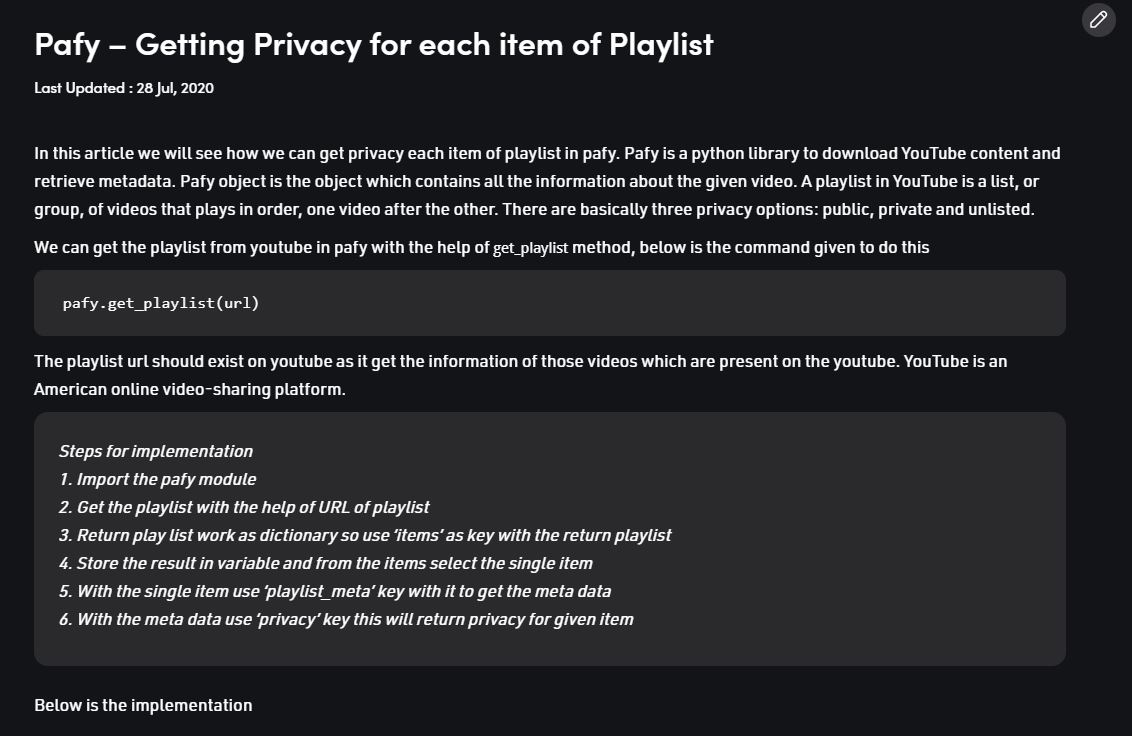 Pafy – Getting Privacy for each item of Playlist
Last Updated : 28 Jul, 2020
In this article we will see how we can get privacy each item of playlist in pafy. Pafy is a python library to download YouTube content and
retrieve metadata. Pafy object is the object which contains all the information about the given video. A playlist in YouTube is a list, or
group, of videos that plays in order, one video after the other. There are basically three privacy options: public, private and unlisted.
We can get the playlist from youtube in pafy with the help of get_playlist method, below is the command given to do this
pafy.get_playlist(url)
The playlist url should exist on youtube as it get the information of those videos which are present on the youtube. YouTube is an
American online video-sharing platform.
Steps for implementation
1. Import the pafy module
2. Get the playlist with the help of URL of playlist
3. Return play list work as dictionary so use ‘items’ as key with the return playlist
4. Store the result in variable and from the items select the single item
5. With the single item use ‘playlist_meta’ key with it to get the meta data
6. With the meta data use ‘privacy’ key this will return privacy for given item
Below is the implementation